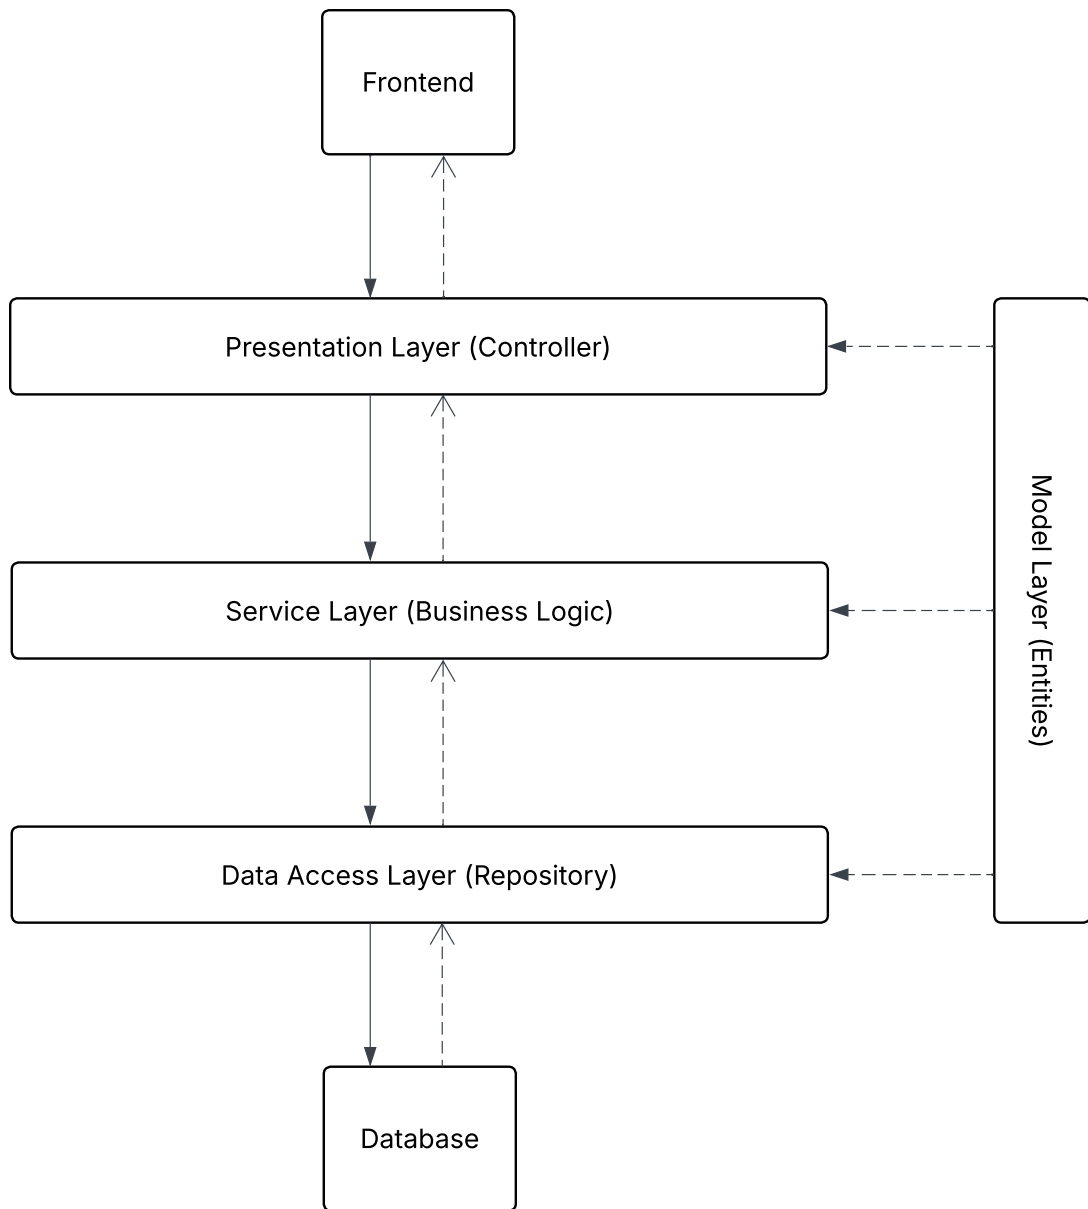 Frontend
Presentation Layer (Controller)
Service Layer (Business Logic)
Model Layer (Entities)
Data Access Layer (Repository)
Database